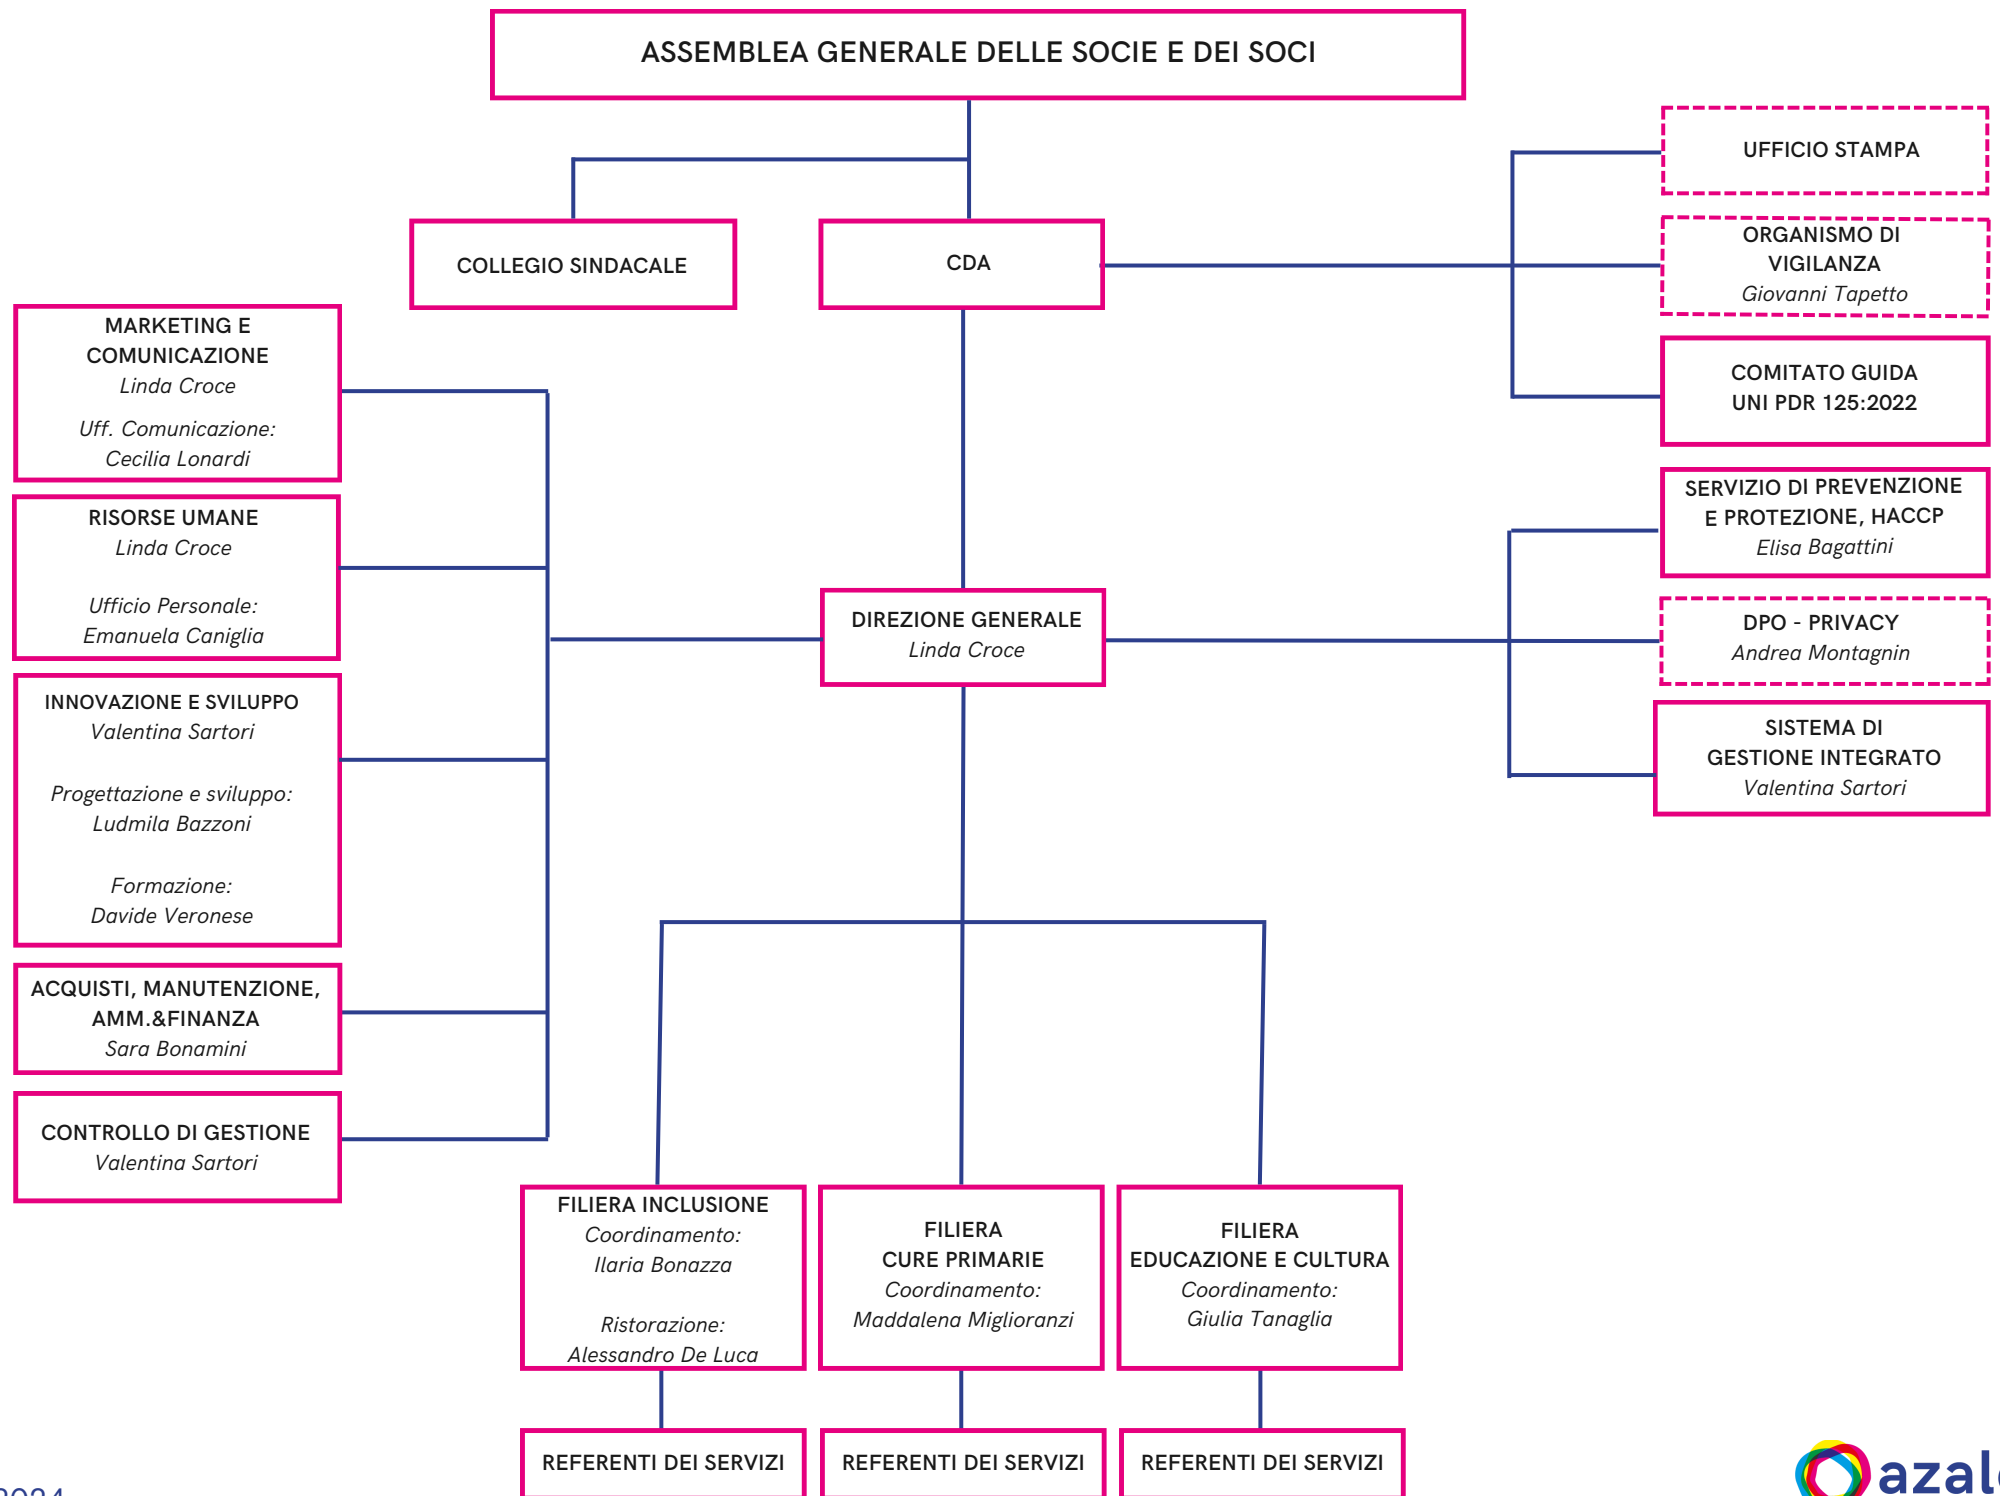 ASSEMBLEA GENERALE DELLE SOCIE E DEI SOCI
UFFICIO STAMPA
COLLEGIO SINDACALE
CDA
ORGANISMO DI
VIGILANZA
Giovanni Tapetto
COMITATO GUIDA
UNI PDR 125:2022
MARKETING E
COMUNICAZIONE
Linda Croce
Uff. Comunicazione:
Cecilia Lonardi
RISORSE UMANE
Linda Croce
Ufficio Personale:
Emanuela Caniglia
INNOVAZIONE E SVILUPPO
Valentina Sartori
Progettazione e sviluppo:
Ludmila Bazzoni
Formazione:
Davide Veronese
ACQUISTI, MANUTENZIONE,
AMM.&FINANZA
Sara Bonamini
CONTROLLO DI GESTIONE
Valentina Sartori
DIREZIONE GENERALE
Linda Croce
SERVIZIO DI PREVENZIONE
E PROTEZIONE, HACCP
Elisa Bagattini
DPO - PRIVACY
Andrea Montagnin
SISTEMA DI
GESTIONE INTEGRATO
Valentina Sartori
FILIERA INCLUSIONE
Coordinamento:
Ilaria Bonazza
Ristorazione:
Alessandro De Luca
FILIERA
CURE PRIMARIE
Coordinamento:
Maddalena Miglioranzi
FILIERA
EDUCAZIONE E CULTURA
Coordinamento:
Giulia Tanaglia
REFERENTI DEI SERVIZI
REFERENTI DEI SERVIZI
REFERENTI DEI SERVIZI